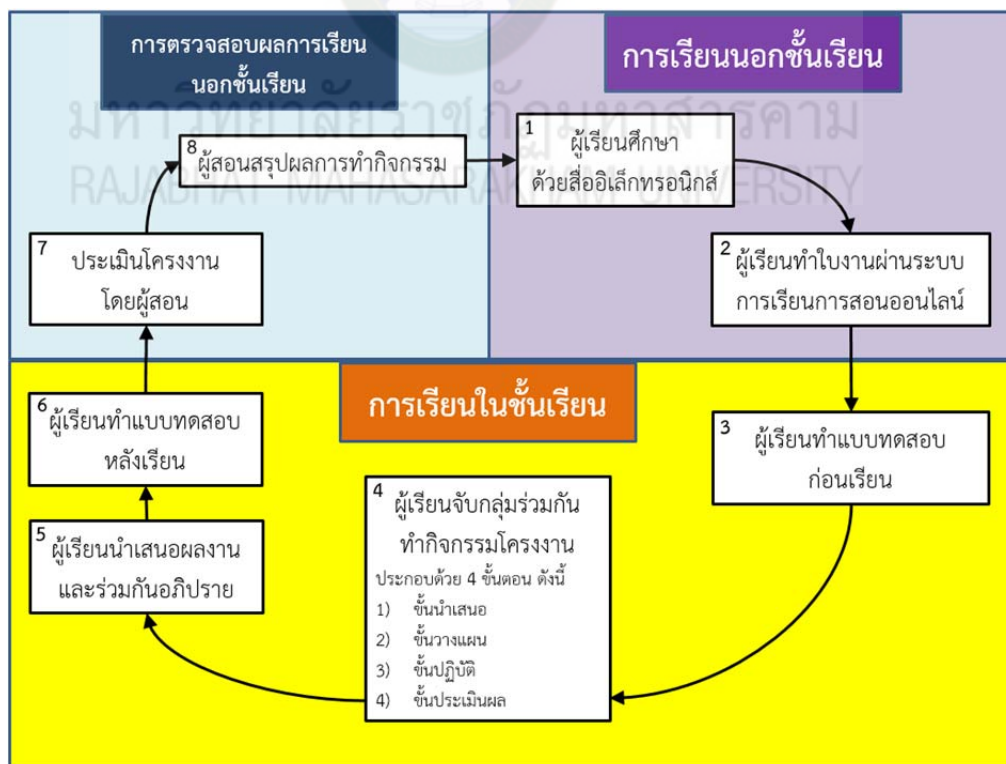 การตรวจสอบผลการเรียน
นอกชั้นเรียน
การเรียนนอกชั้นเรียน
มหาวิทยาลัยราชภัฏมหาสารคาม
RAJABHAT MAHASARAKHAM UNIVERSITY
1
ผู้เรียนศึกษา
ด้วยสื่ออิเล็กทรอนิกส์
2
ผู้เรียนทำใบงานผ่านระบบ
การเรียนการสอนออนไลน์
การเรียนในชั้นเรียน
3
ผู้เรียนทำแบบทดสอบ
ก่อนเรียน
4
ผู้เรียนจับกลุ่มร่วมกัน
ทำกิจกรรมโครงงาน
ประกอบด้วย 4 ขั้นตอน ดังนี้
1) ขั้นนำเสนอ
2) ขั้นวางแผน
3) ขั้นปฏิบัติ
4) ขั้นประเมินผล
5
ผู้เรียนนำเสนอผลงาน
และร่วมกันอภิปราย
6
ผู้เรียนทำแบบทดสอบ
หลังเรียน
7
ประเมินโครงงาน
โดยผู้สอน
8
ผู้สอนสรุปผลการทำกิจกรรม